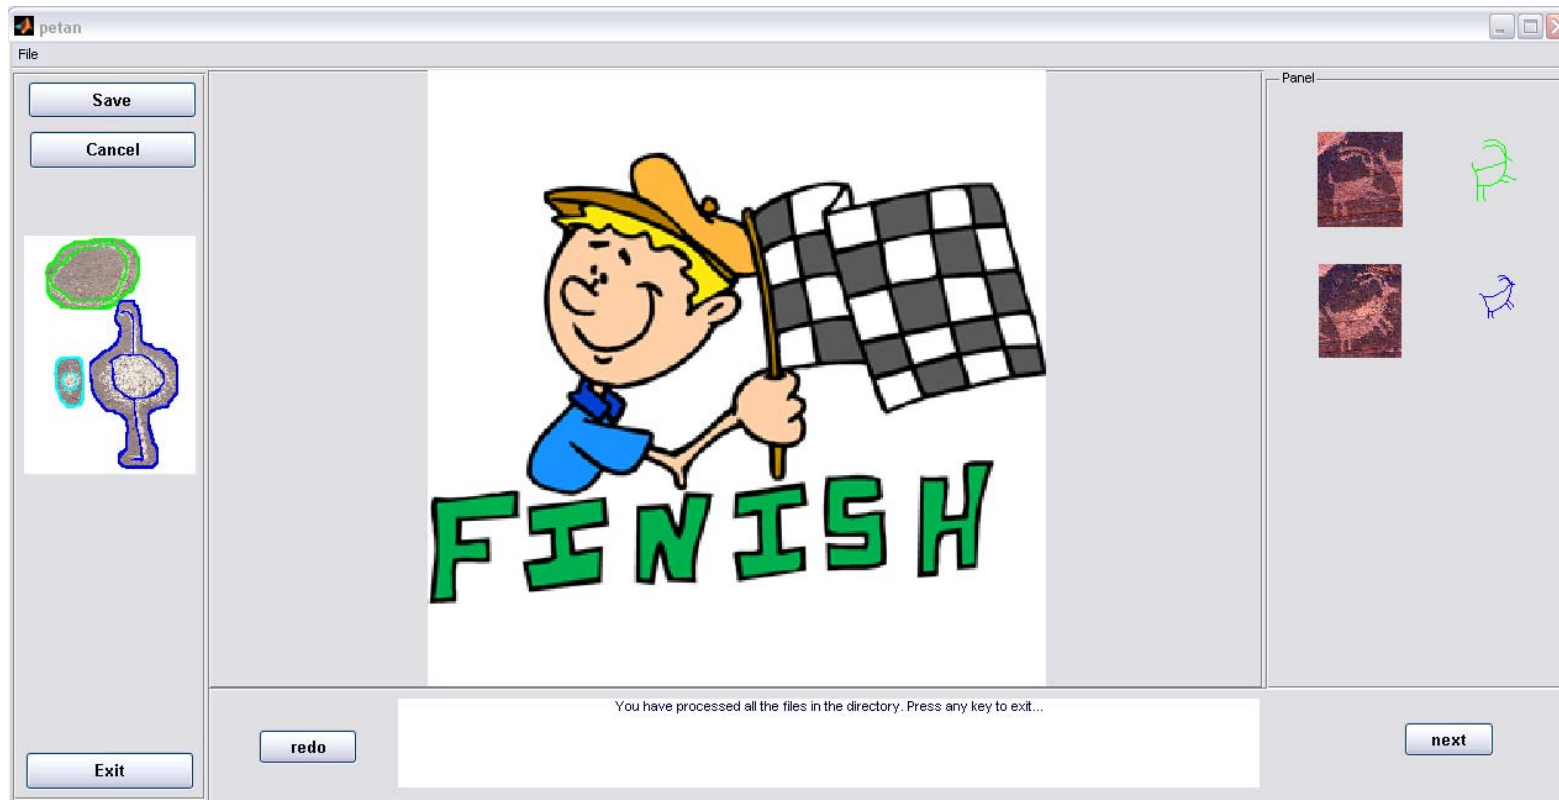 petan
File
Save
Cancel
Panel
FINISH
You have processed all the files in the directory. Press any key to exit...
redo
next
Exit